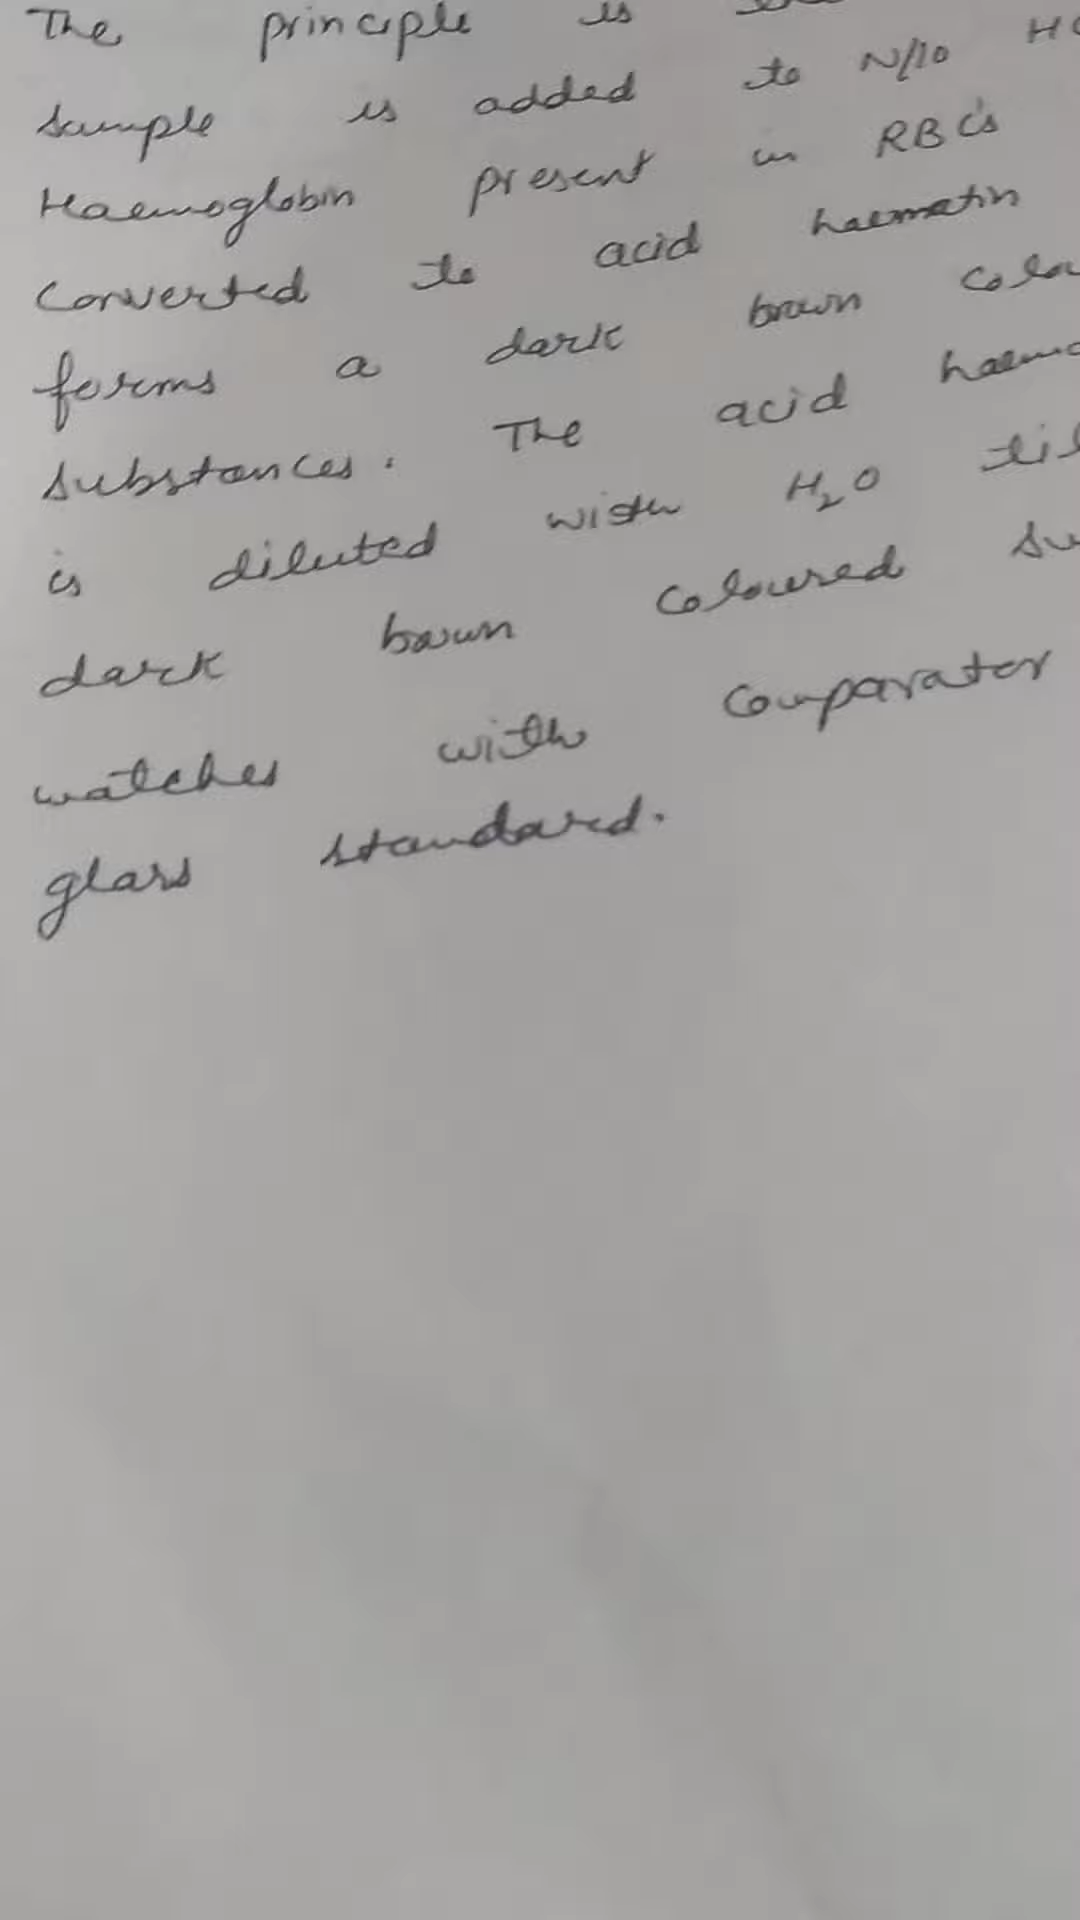 The principle is
sample is added to N/10
Haemoglobin present in RBC's
converted to acid haematin
forms a dark brown
substances. The acid
is diluted with H₂O
dark brown coloured
watches with comparator
glass standard.